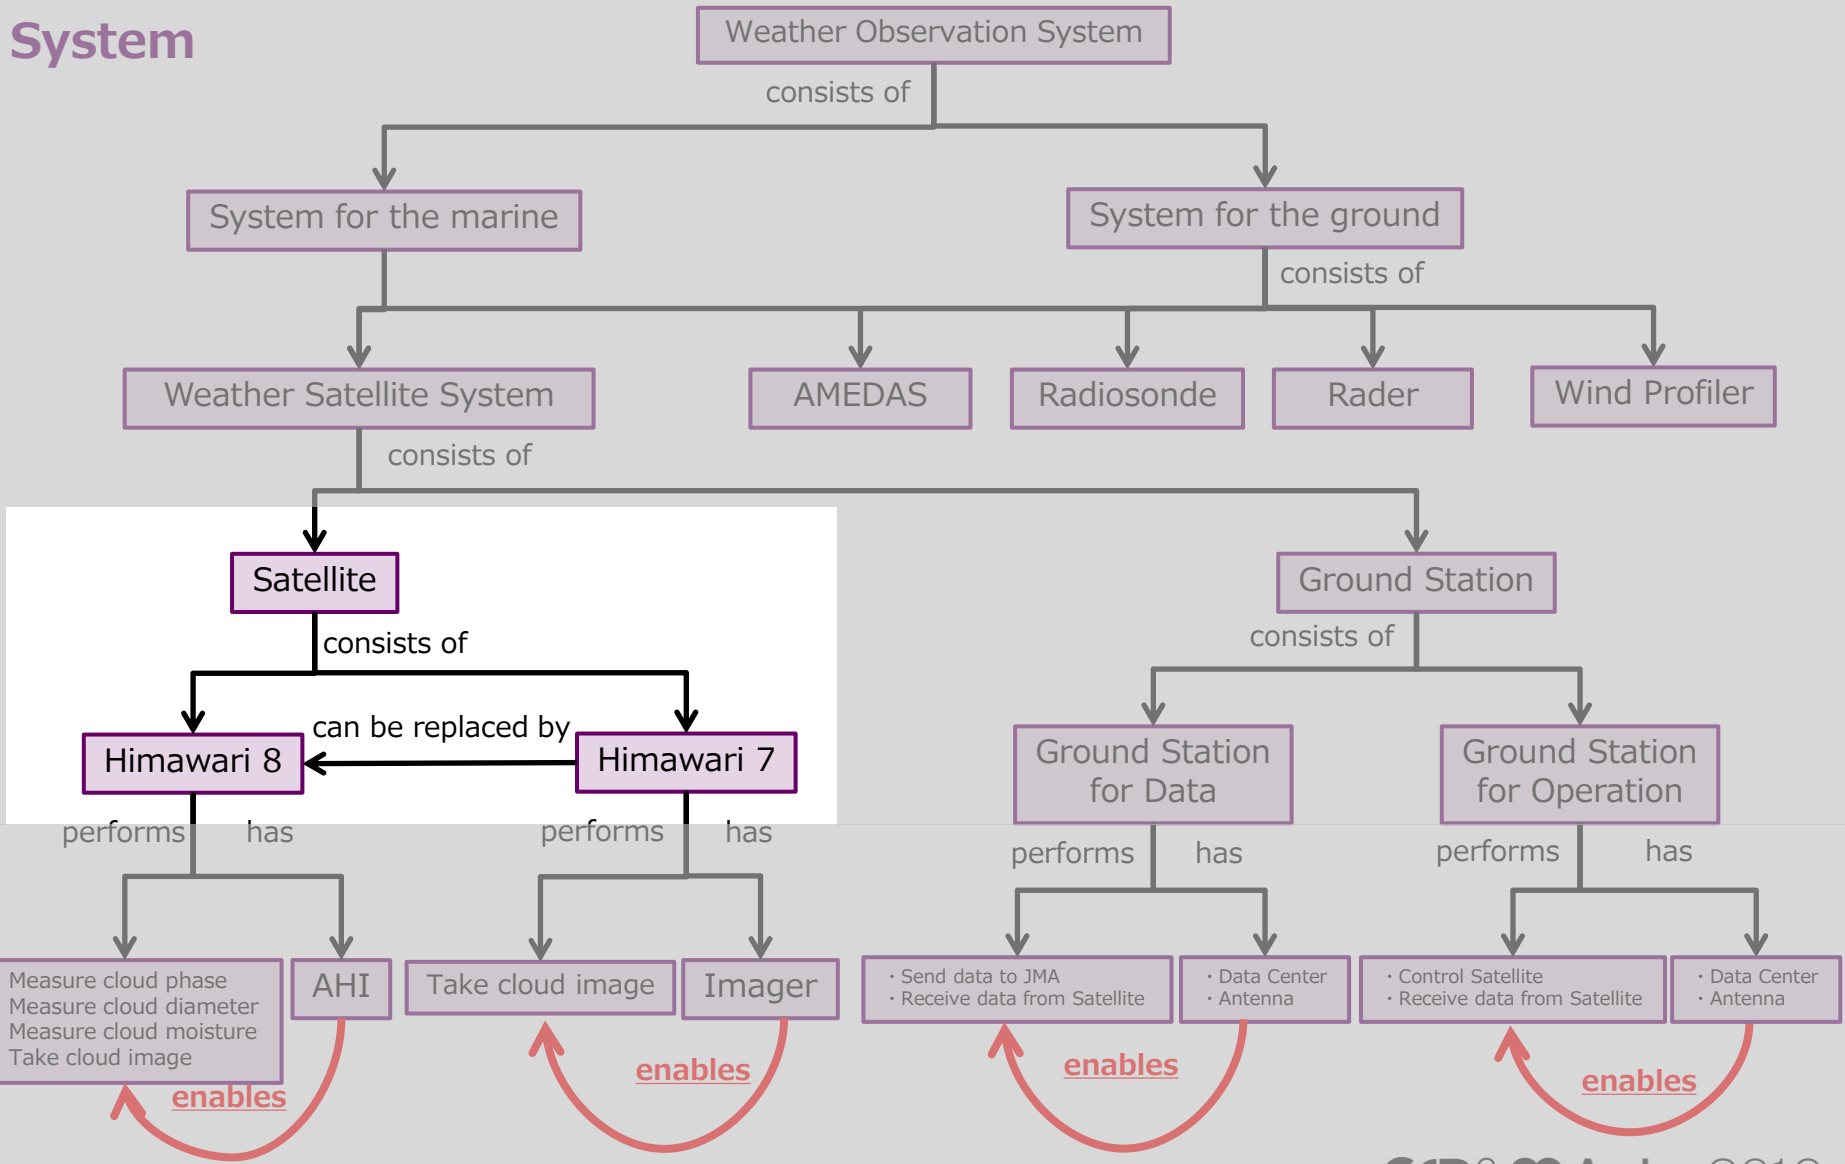 System
Weather Observation System
consists of
System for the marine
System for the ground
consists of
Weather Satellite System
AMEDAS
Radiosonde
Rader
Wind Profiler
consists of
Satellite
Ground Station
consists of
consists of
Himawari 8
can be replaced by
Himawari 7
Ground Station
for Data
Ground Station
for Operation
performs has
performs has
performs has
performs has
Measure cloud phase
Measure cloud diameter
Measure cloud moisture
Take cloud image
AHI
Take cloud image
Imager
・Send data to JMA
・Receive data from Satellite
・Data Center
・Antenna
・Control Satellite
・Receive data from Satellite
・Data Center
・Antenna
enables
enables
enables
enables